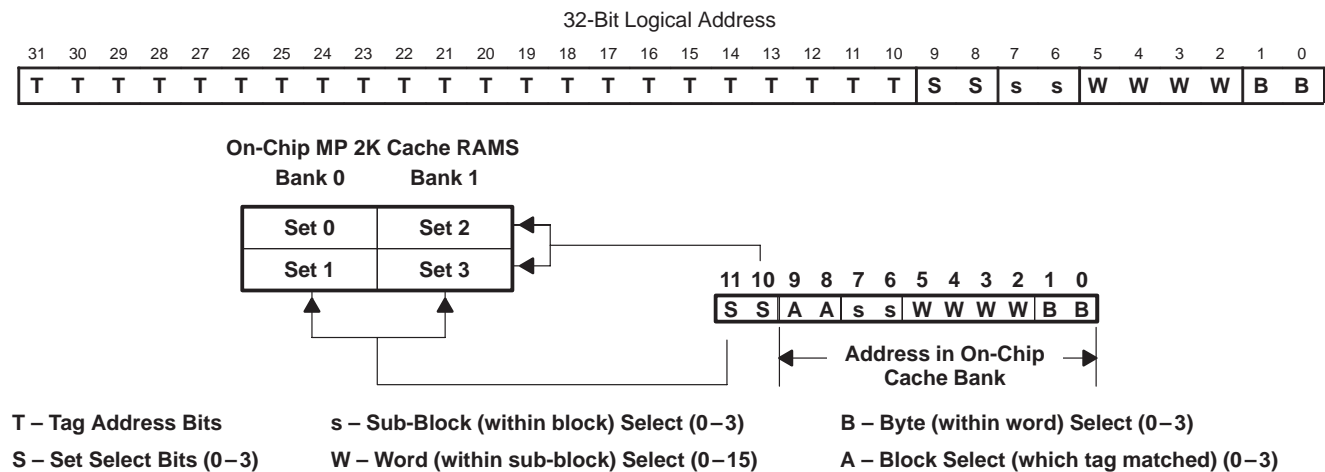 32-Bit Logical Address
31 30 29 28 27 26 25 24 23 22 21 20 19 18 17 16 15 14 13 12 11 10 9 8 7 6 5 4 3 2 1 0
T T T T T T T T T T T T T T T T T T T T T T S S s s W W W W B B
On-Chip MP 2K Cache RAMS
Bank 0 Bank 1
Set 0 Set 2
Set 1 Set 3
11 10 9 8 7 6 5 4 3 2 1 0
S S A A s s W W W W B B
Address in On-Chip
Cache Bank
T – Tag Address Bits s – Sub-Block (within block) Select (0–3) B – Byte (within word) Select (0–3)
S – Set Select Bits (0–3) W – Word (within sub-block) Select (0–15) A – Block Select (which tag matched) (0–3)